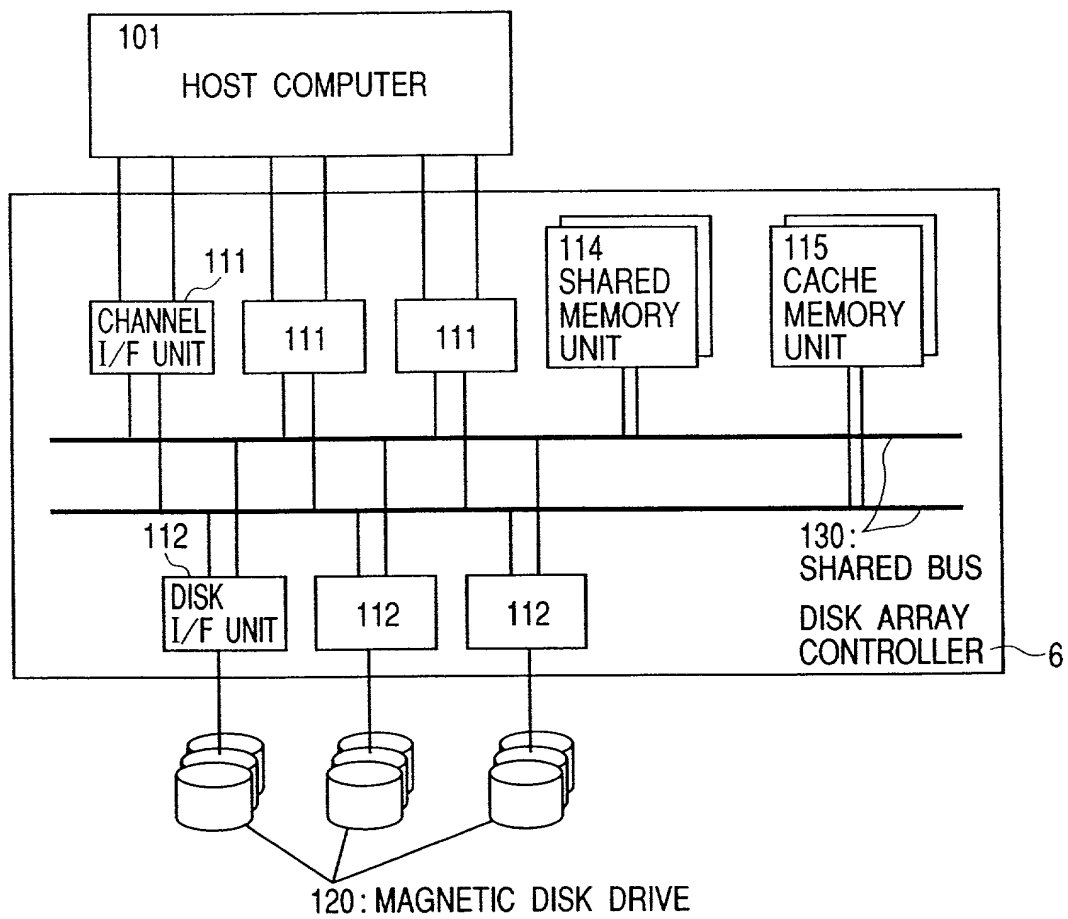 101
HOST COMPUTER
111
CHANNEL
I/F UNIT
111
111
114
SHARED
MEMORY
UNIT
115
CACHE
MEMORY
UNIT
112
DISK
I/F UNIT
112
112
130:
SHARED BUS
DISK ARRAY
CONTROLLER
6
120: MAGNETIC DISK DRIVE